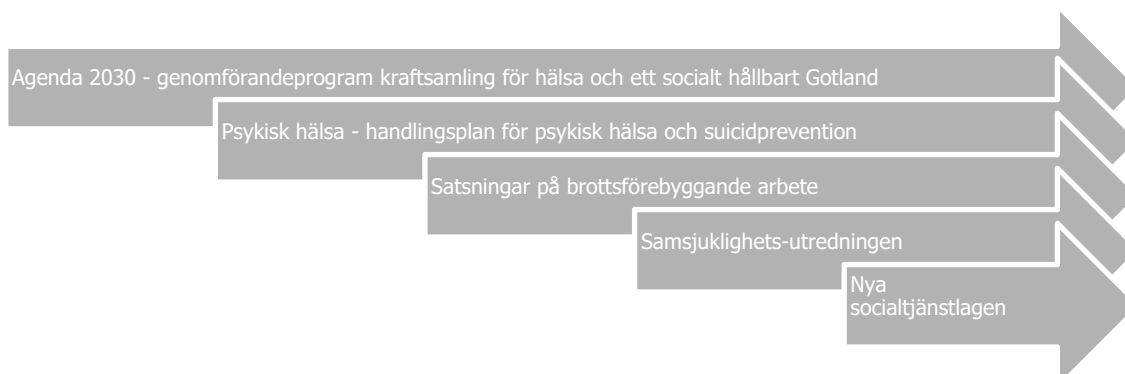 Agenda 2030 - genomförandeprogram kraftsamling för hälsa och ett socialt hållbart Gotland
Psykisk hälsa - handlingsplan för psykisk hälsa och suicidprevention
Satsningar på brottsförebyggande arbete
Samsjuklighets-utredningen
Nya
socialtjänstlagen